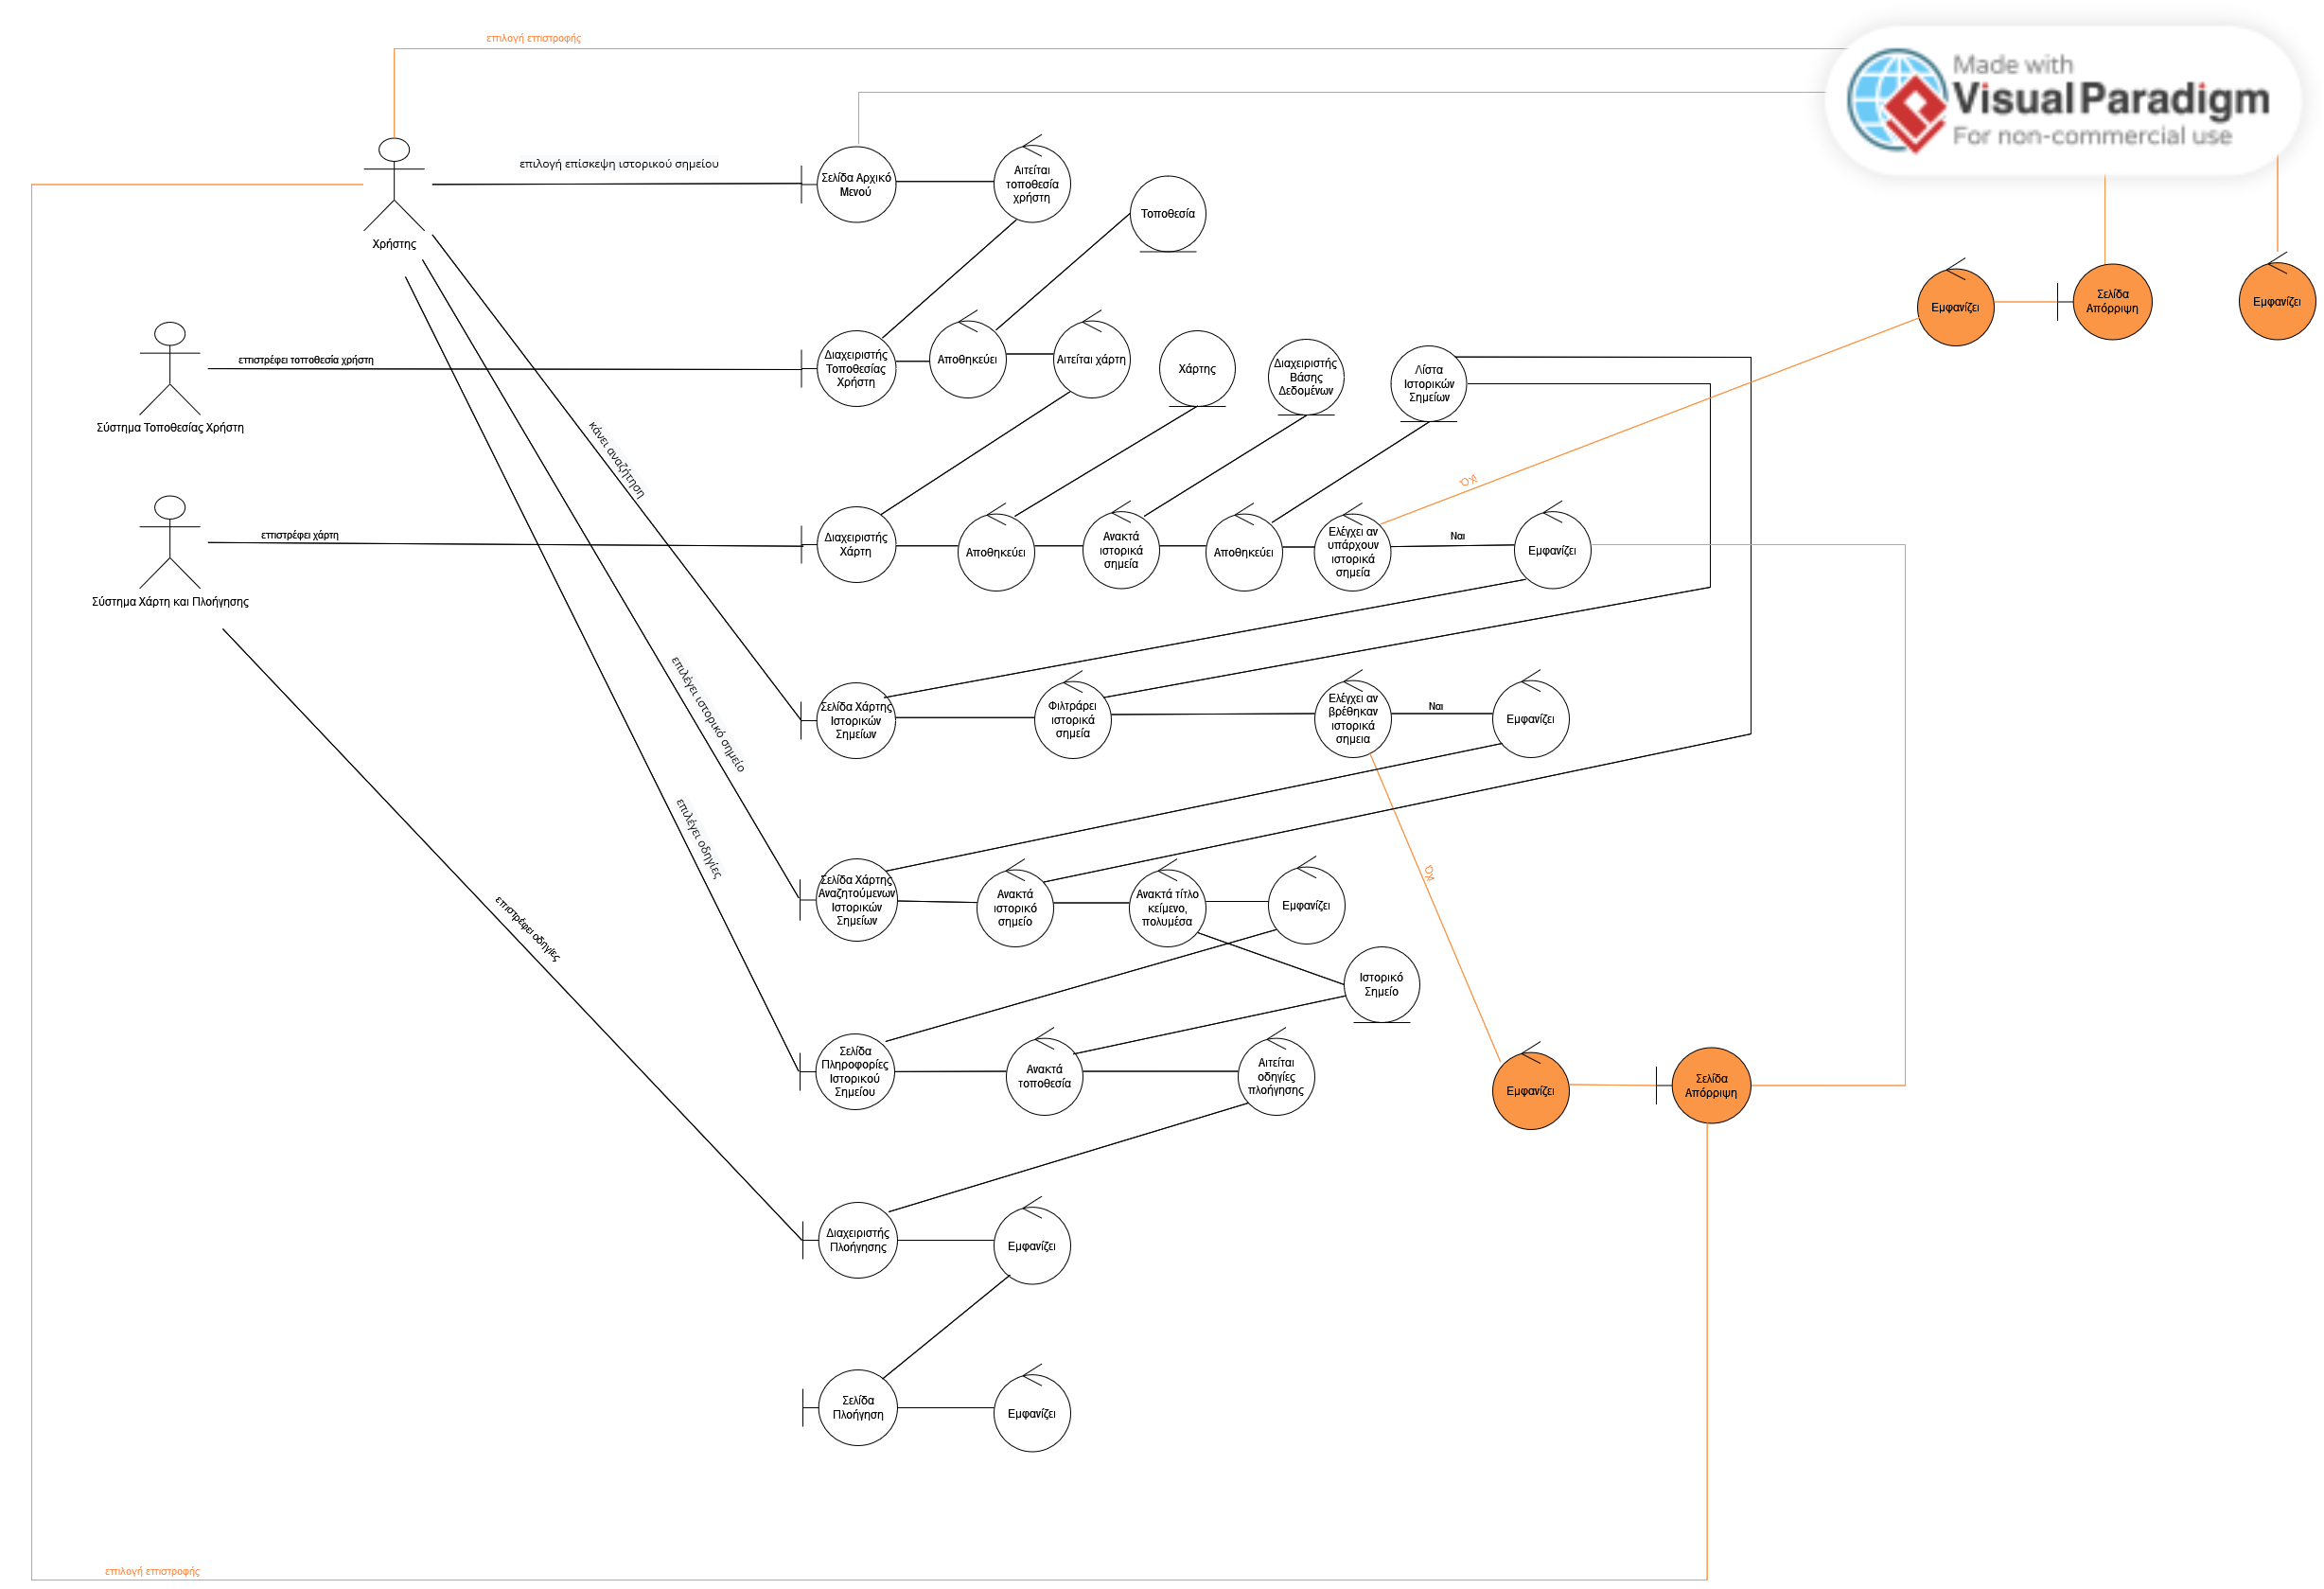 επιλογή επιστροφής
Made with
Visual Paradigm
For non-commercial use
επιλογή επίσκεψη ιστορικού σημείου
Σελίδα Αρχικό
Μενού
Αιτείται
τοποθεσία
χρήστη
Τοποθεσία
Χρήστης
Εμφανίζει
Σελίδα
Απόρριψη
Εμφανίζει
Σύστημα Τοποθεσίας Χρήστη
επιστρέφει τοποθεσία χρήστη
Διαχειριστής
Τοποθεσίας
Χρήστη
Αποθηκεύει
Αιτείται χάρτη
Χάρτης
Διαχειριστής
Βάσης
Δεδομένων
Λίστα
Ιστορικών
Σημείων
κάνει αναζήτηση
Όχι
Σύστημα Χάρτη και Πλοήγησης
επιστρέφει χάρτη
Διαχειριστής
Χάρτη
Αποθηκεύει
Ανακτά
ιστορικά
σημεία
Αποθηκεύει
Ελέγχει αν
υπάρχουν
ιστορικά
σημεία
Ναι
Εμφανίζει
επιλέγει ιστορικό σημείο
Σελίδα Χάρτης
Ιστορικών
Σημείων
Φιλτράρει
ιστορικά
σημεία
Ελέγχει αν
βρέθηκαν
ιστορικά
σημεια
Ναι
Εμφανίζει
επιλέγει οδηγίες
Όχι
επιστρέφει οδηγίες
Σελίδα Χάρτης
Αναζητούμενων
Ιστορικών
Σημείων
Ανακτά
ιστορικό
σημείο
Ανακτά τίτλο
κείμενο,
πολυμέσα
Εμφανίζει
Ιστορικό
Σημείο
Σελίδα
Πληροφορίες
Ιστορικού
Σημείου
Ανακτά
τοποθεσία
Αιτείται
οδηγίες
πλοήγησης
Εμφανίζει
Σελίδα
Απόρριψη
Διαχειριστής
Πλοήγησης
Εμφανίζει
Σελίδα
Πλοήγηση
Εμφανίζει
επιλογή επιστροφής